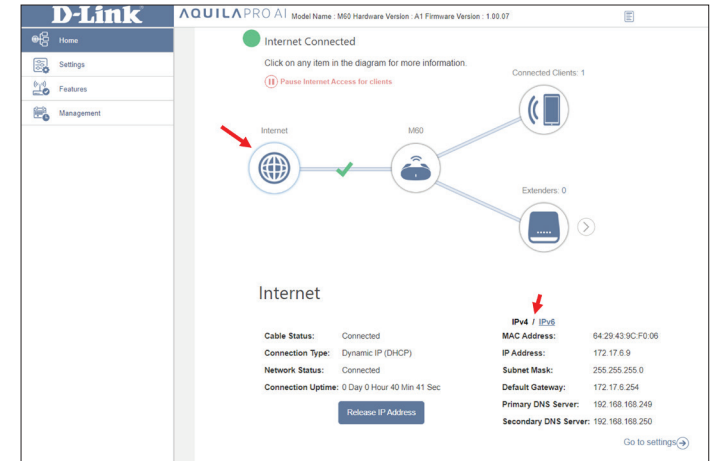 D-Link
AQUILA PRO AI Model Name : M60 Hardware Version : A1 Firmware Version : 1.00.07
Home
Settings
Features
Management
Internet Connected
Click on any item in the diagram for more information.
Pause Internet Access for clients
Connected Clients: 1
Internet
M60
Extenders: 0
Internet
IPv4 / IPv6
Cable Status: Connected
MAC Address: 64:29:43:9C:F0:06
Connection Type: Dynamic IP (DHCP)
IP Address: 172.17.6.9
Network Status: Connected
Subnet Mask: 255.255.255.0
Connection Uptime: 0 Day 0 Hour 40 Min 41 Sec
Default Gateway: 172.17.6.254
Release IP Address
Primary DNS Server: 192.168.168.249
Secondary DNS Server: 192.168.168.250
Go to settings